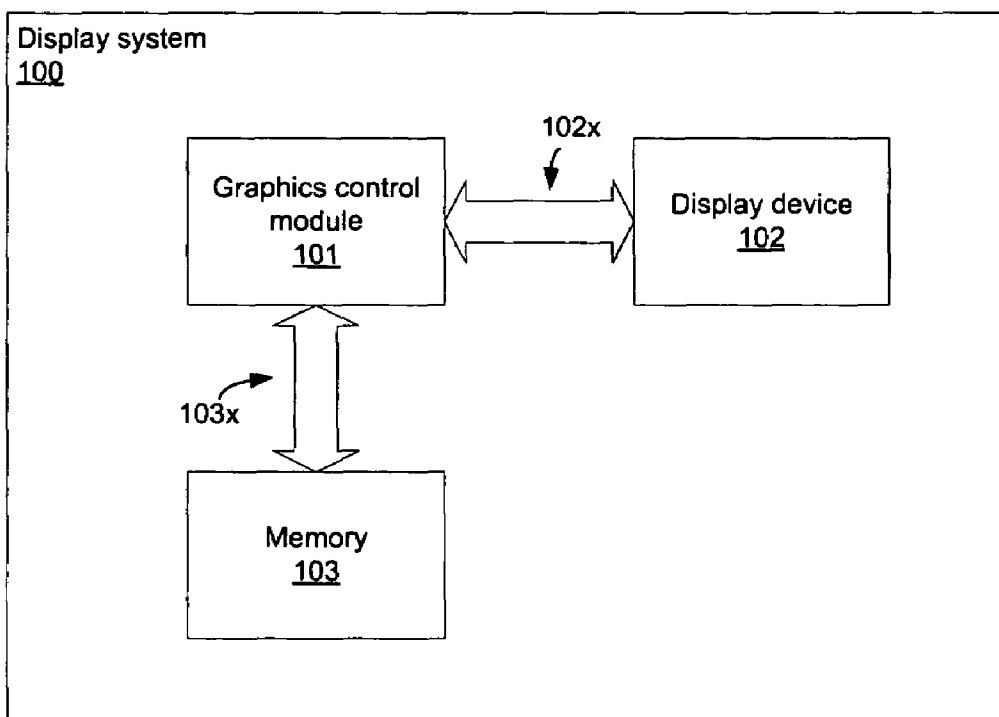 Display system
100
102x
Graphics control
module
101
Display device
102
103x
Memory
103